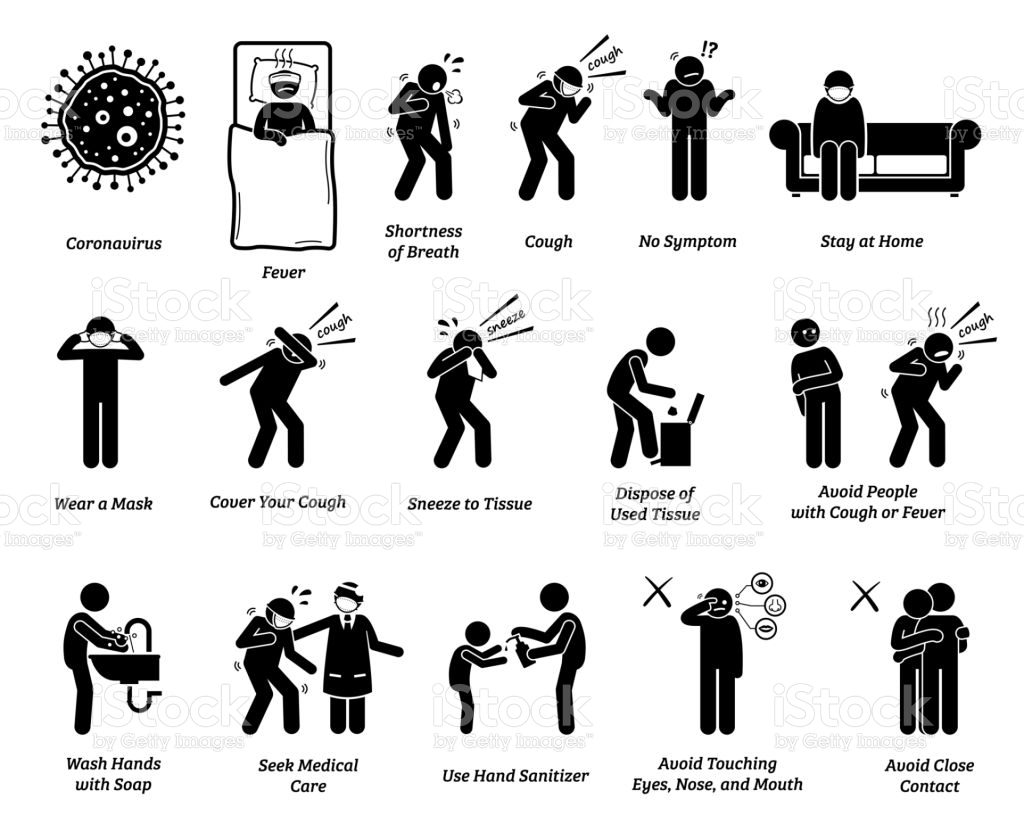 cough
!?
Coronavirus
Fever
Shortness
of Breath
Cough
No Symptom
Stay at Home
cough
sneeze
cough
Wear a Mask
Cover Your Cough
Sneeze to Tissue
Dispose of
Used Tissue
Avoid People
with Cough or Fever
Wash Hands
with Soap
Seek Medical
Care
Use Hand Sanitizer
Avoid Touching
Eyes, Nose, and Mouth
Avoid Close
Contact
iStock
by Getty Images™